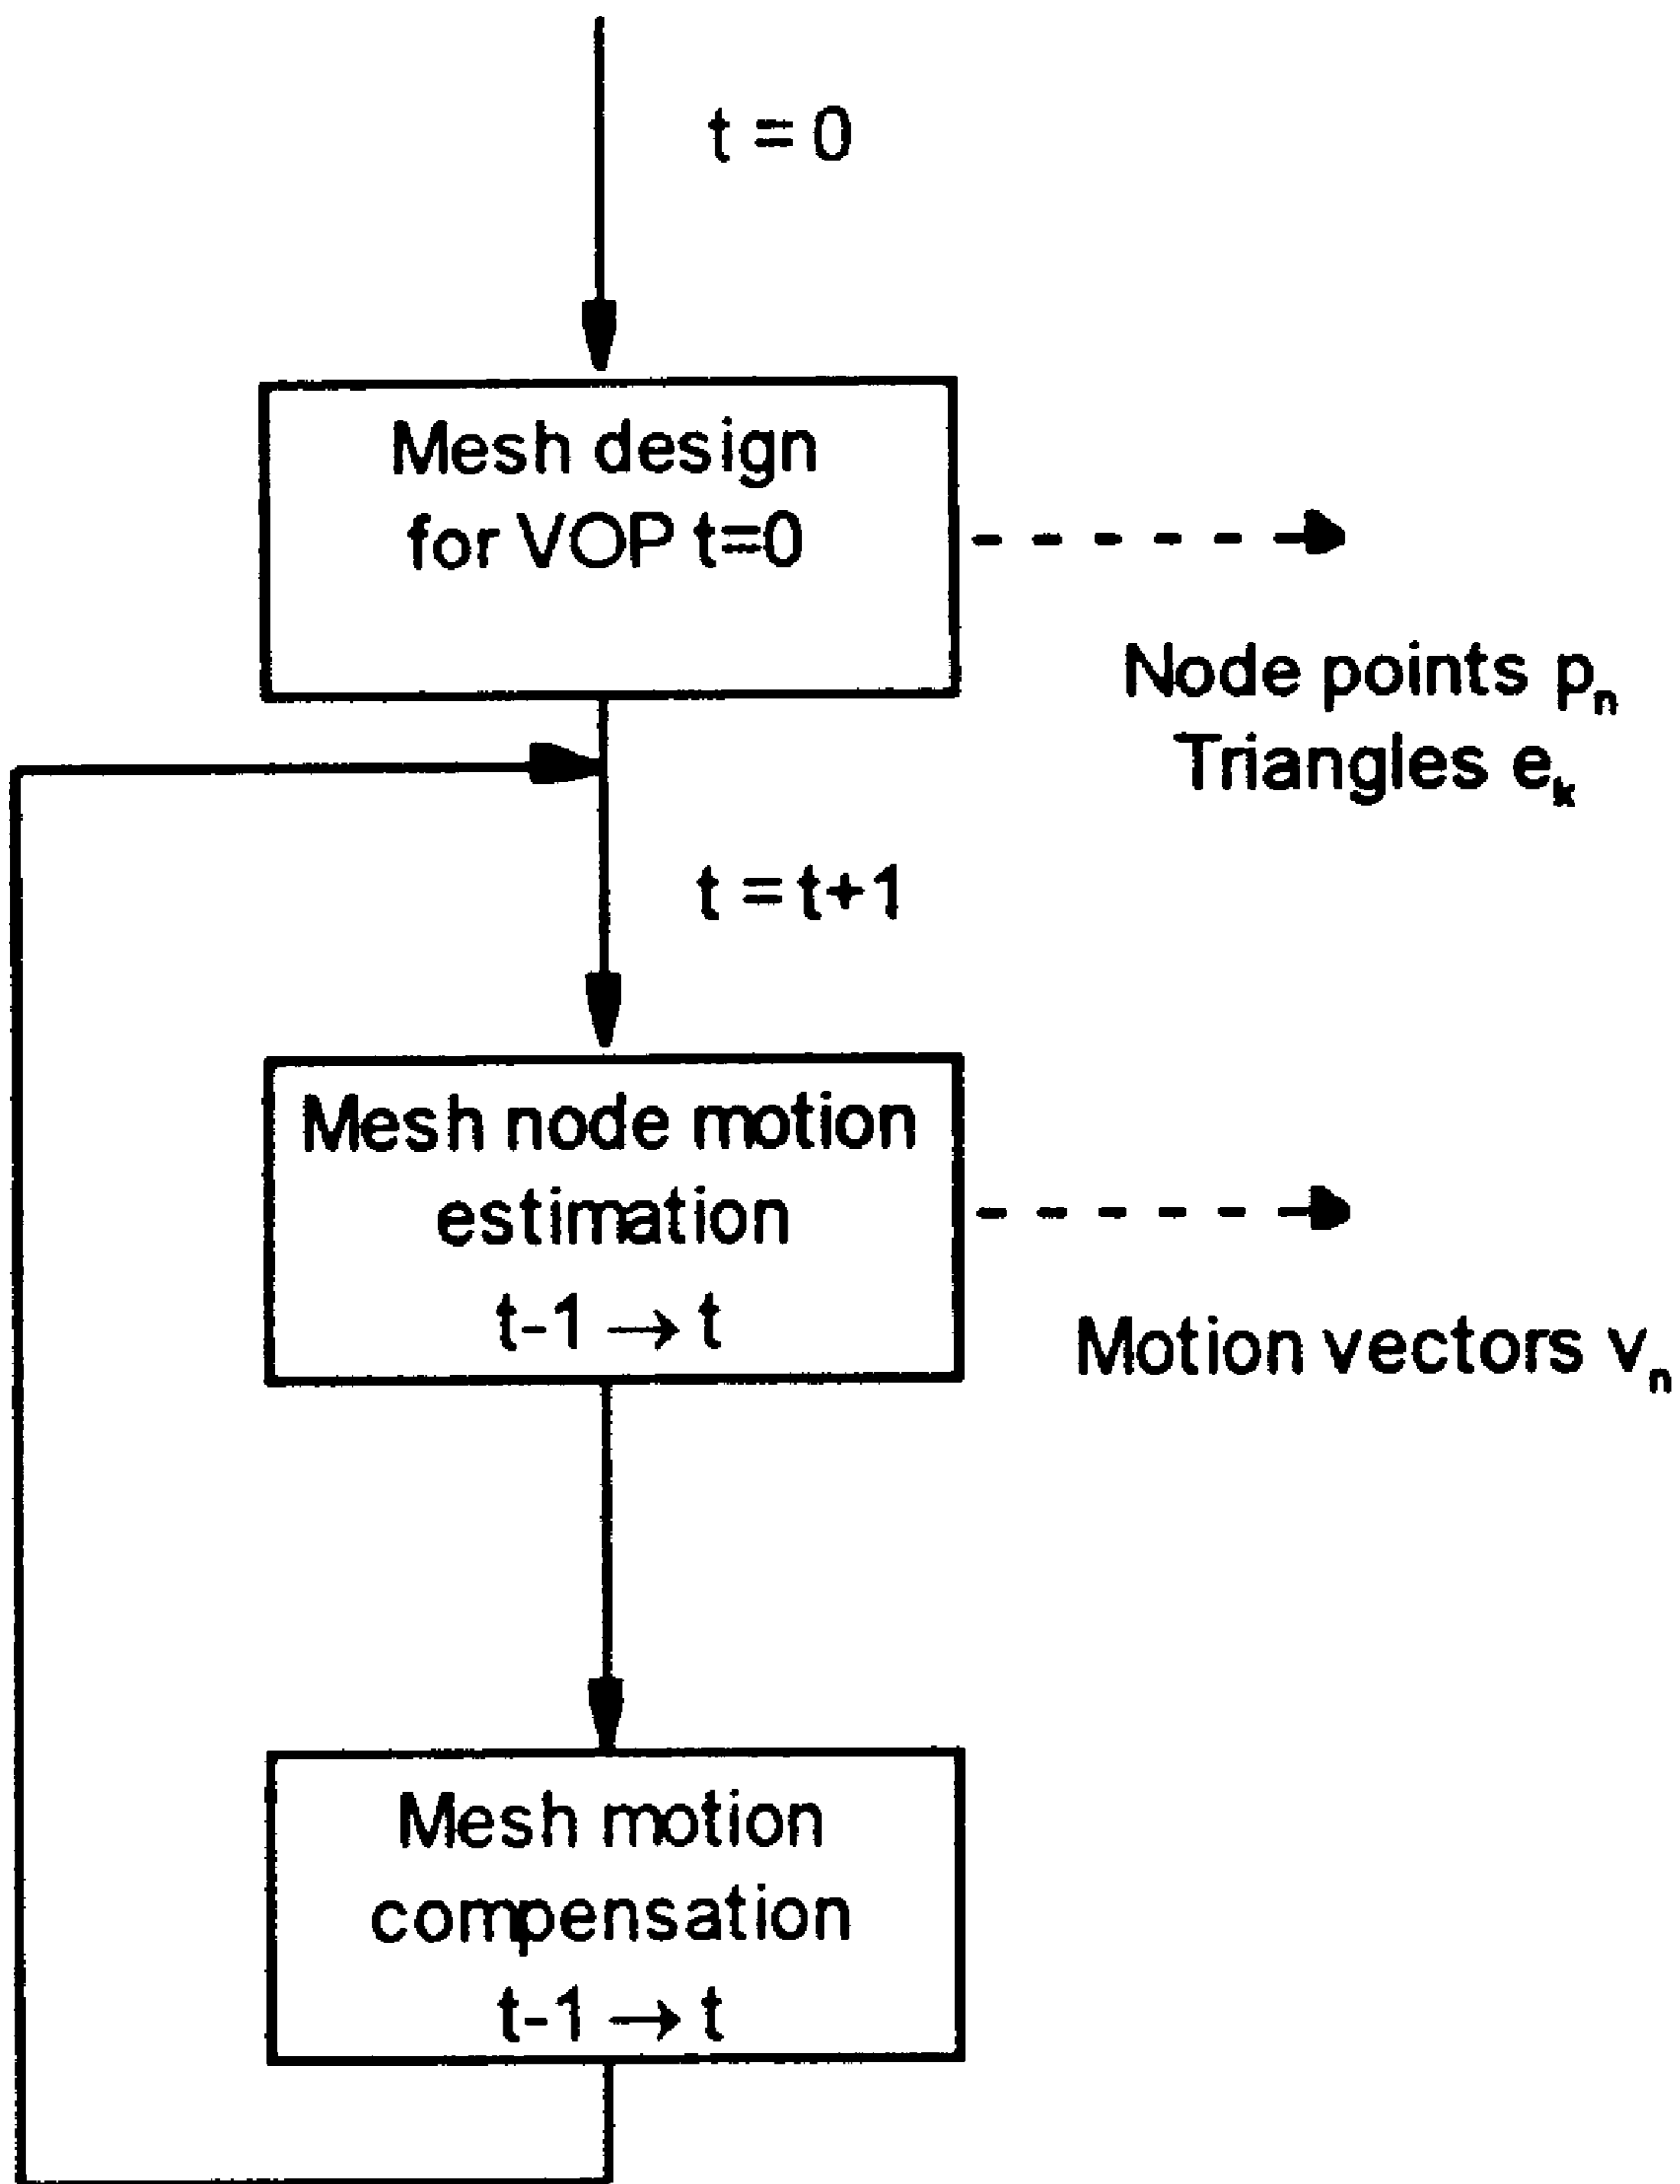 t = 0
Mesh design
for VOP t=0
Node points pₙ
Triangles eₖ
t = t+1
Mesh node motion
estimation
t-1 → t
Motion vectors vₙ
Mesh motion
compensation
t-1 → t